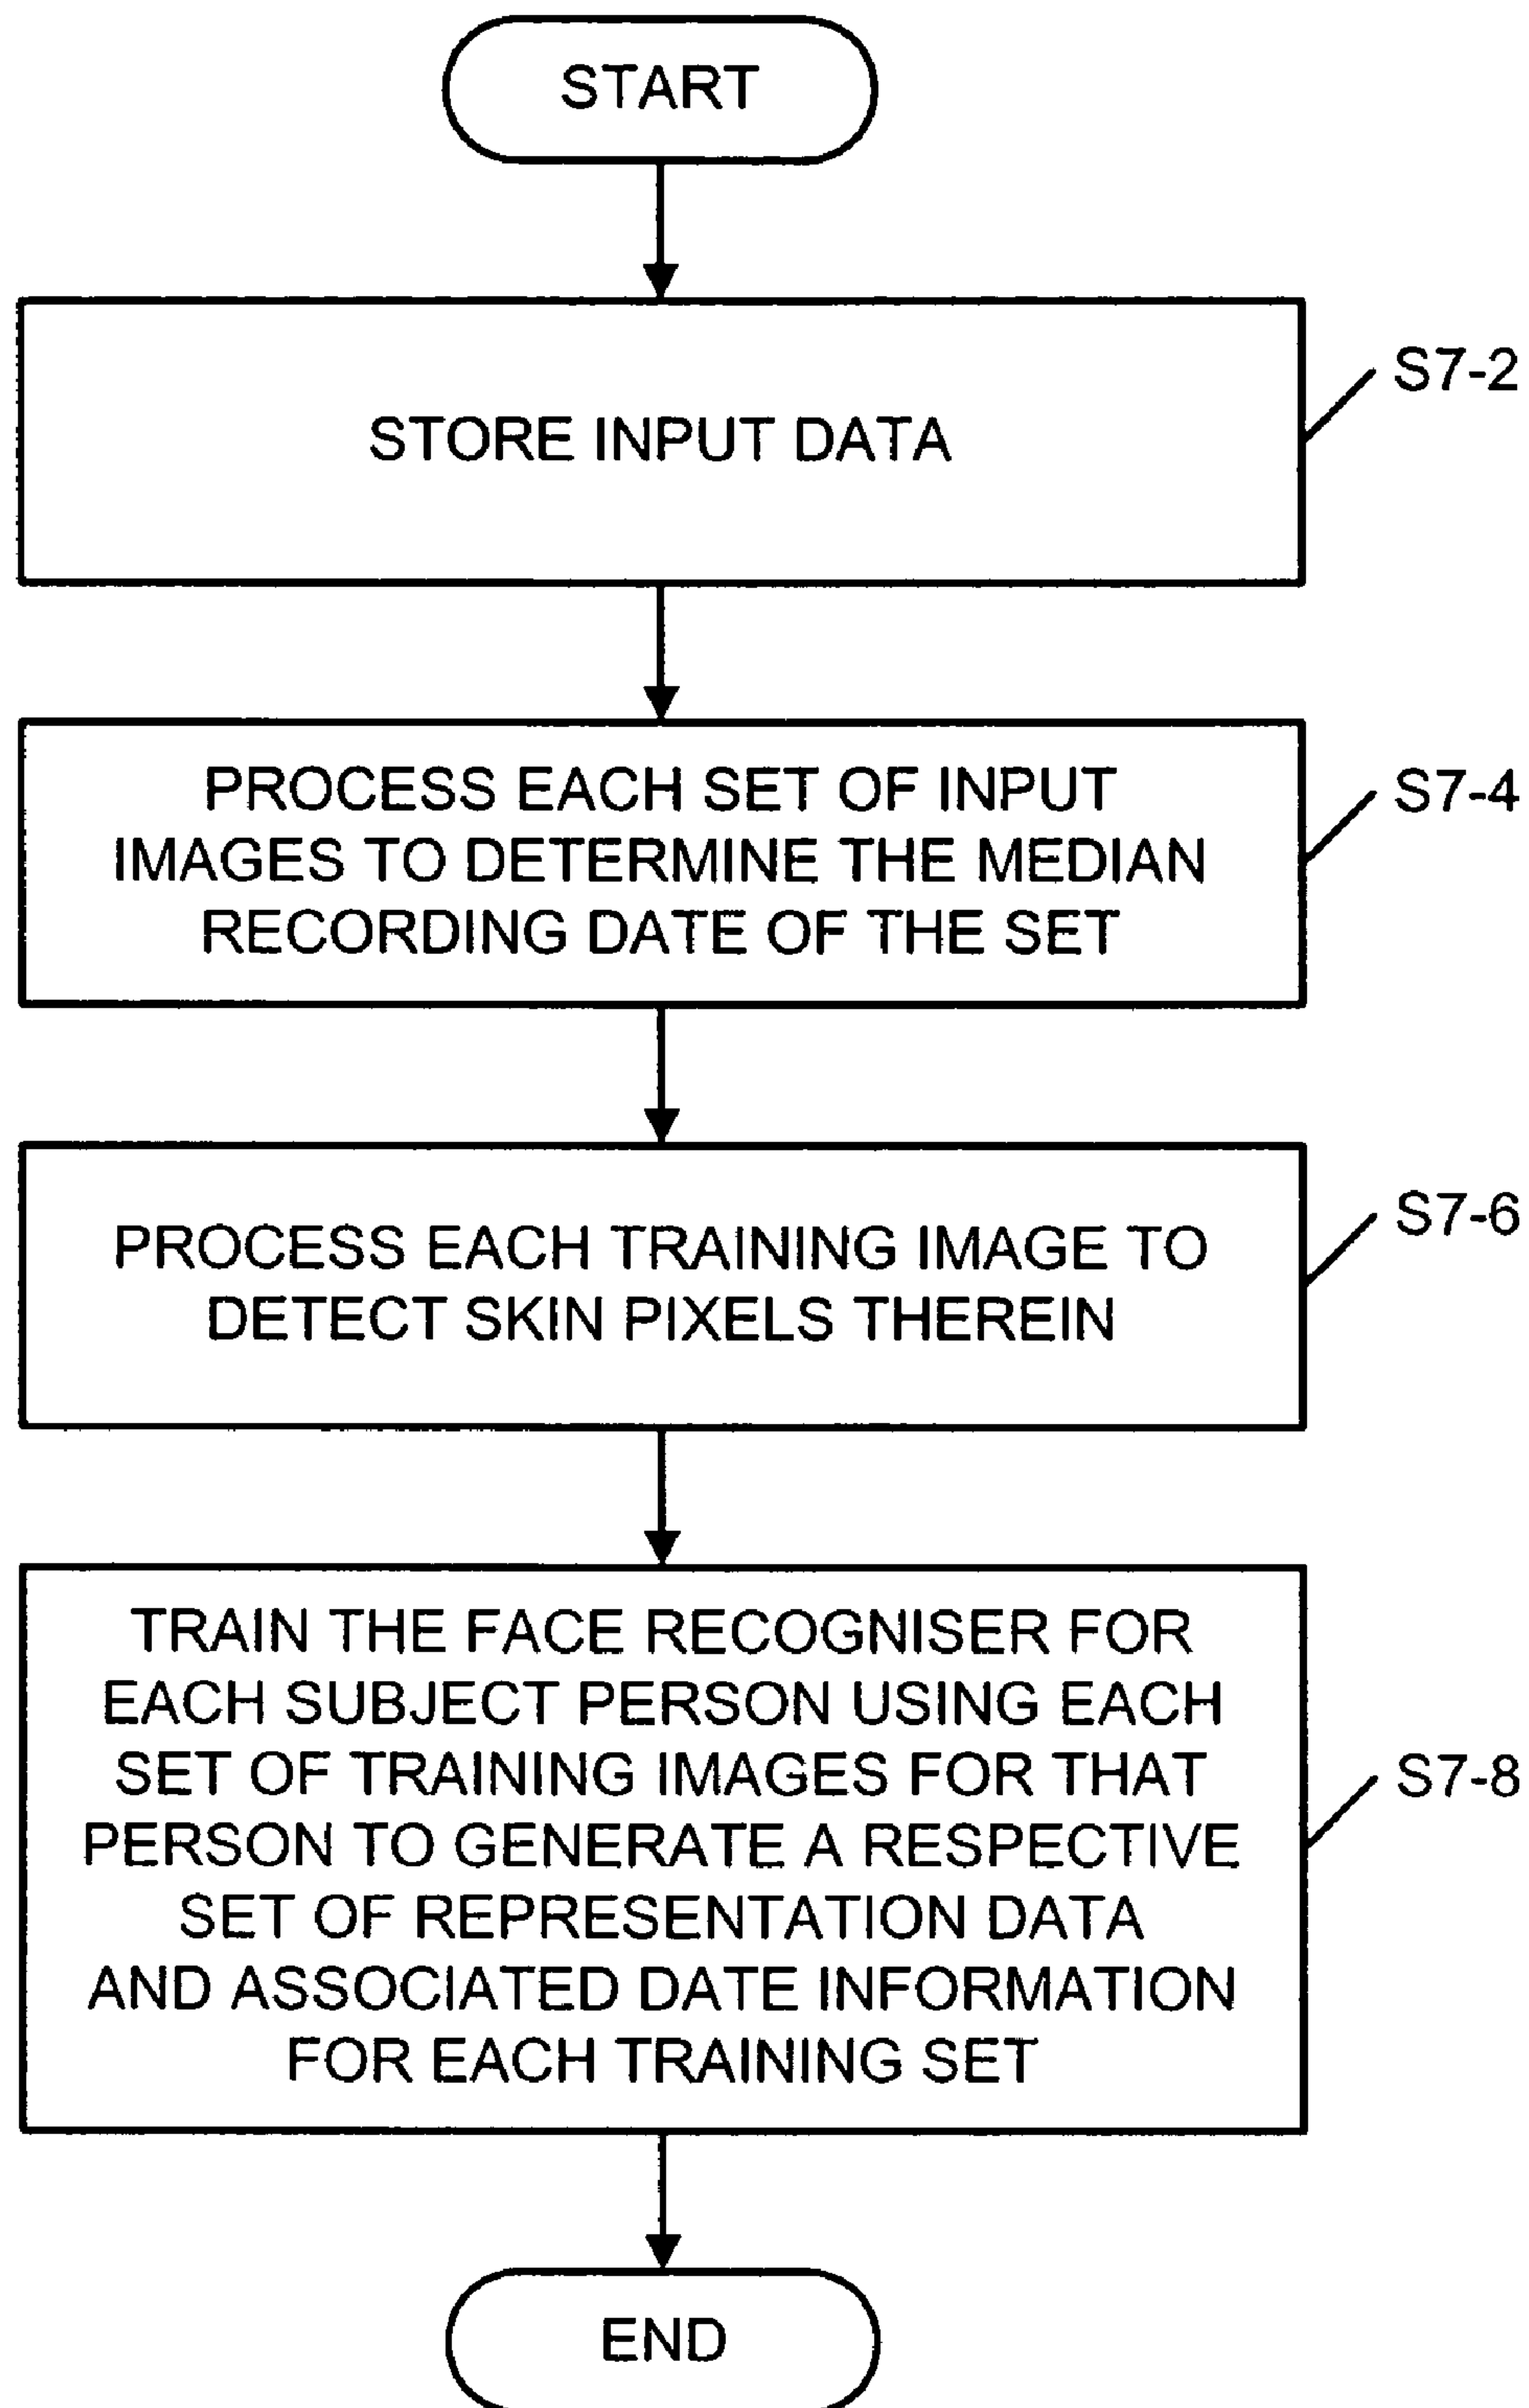 START
STORE INPUT DATA
S7-2
PROCESS EACH SET OF INPUT
IMAGES TO DETERMINE THE MEDIAN
RECORDING DATE OF THE SET
S7-4
PROCESS EACH TRAINING IMAGE TO
DETECT SKIN PIXELS THEREIN
S7-6
TRAIN THE FACE RECOGNISER FOR
EACH SUBJECT PERSON USING EACH
SET OF TRAINING IMAGES FOR THAT
PERSON TO GENERATE A RESPECTIVE
SET OF REPRESENTATION DATA
AND ASSOCIATED DATE INFORMATION
FOR EACH TRAINING SET
S7-8
END